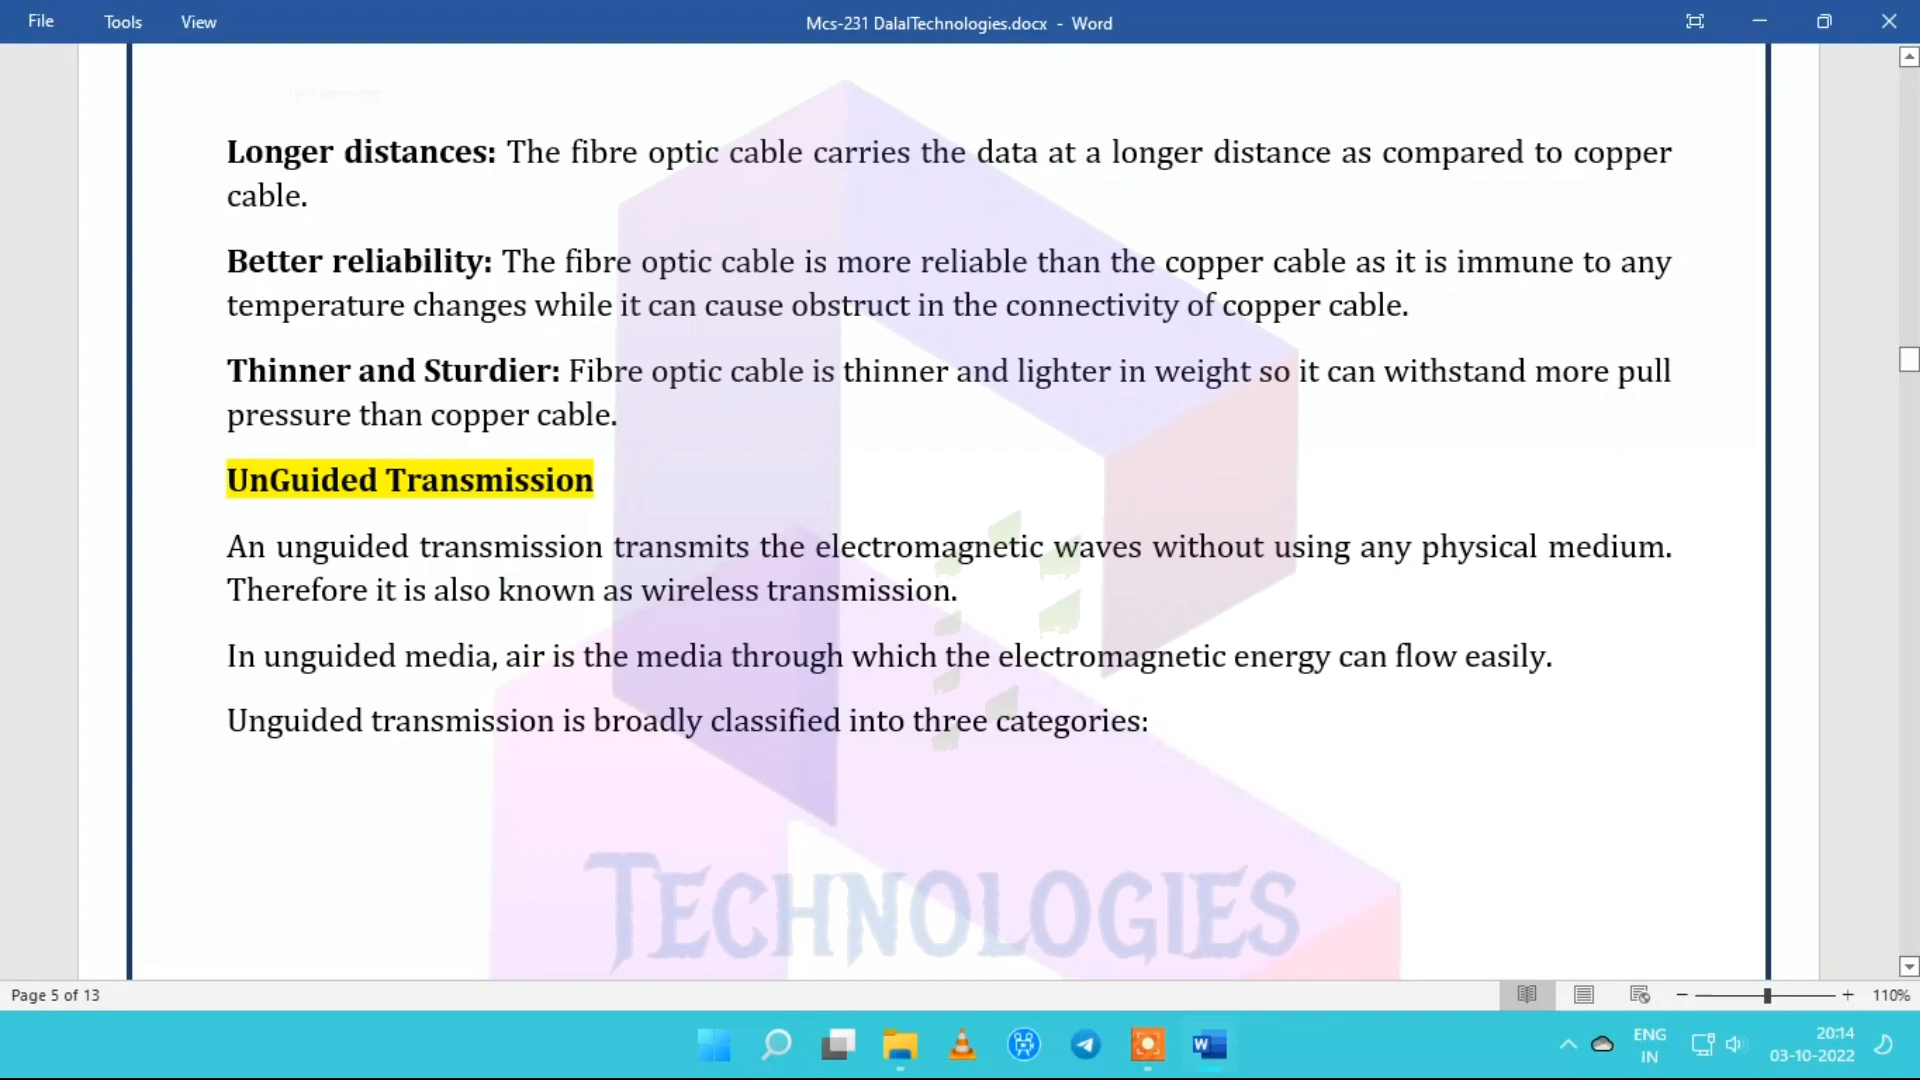 File Tools View Mcs-231 DalalTechnologies.docx - Word
Longer distances: The fibre optic cable carries the data at a longer distance as compared to copper
cable.
Better reliability: The fibre optic cable is more reliable than the copper cable as it is immune to any
temperature changes while it can cause obstruct in the connectivity of copper cable.
Thinner and Sturdier: Fibre optic cable is thinner and lighter in weight so it can withstand more pull
pressure than copper cable.
UnGuided Transmission
An unguided transmission transmits the electromagnetic waves without using any physical medium.
Therefore it is also known as wireless transmission.
In unguided media, air is the media through which the electromagnetic energy can flow easily.
Unguided transmission is broadly classified into three categories:
TECHNOLOGIES
Page 5 of 13 110%
ENG 20:14
IN 03-10-2022